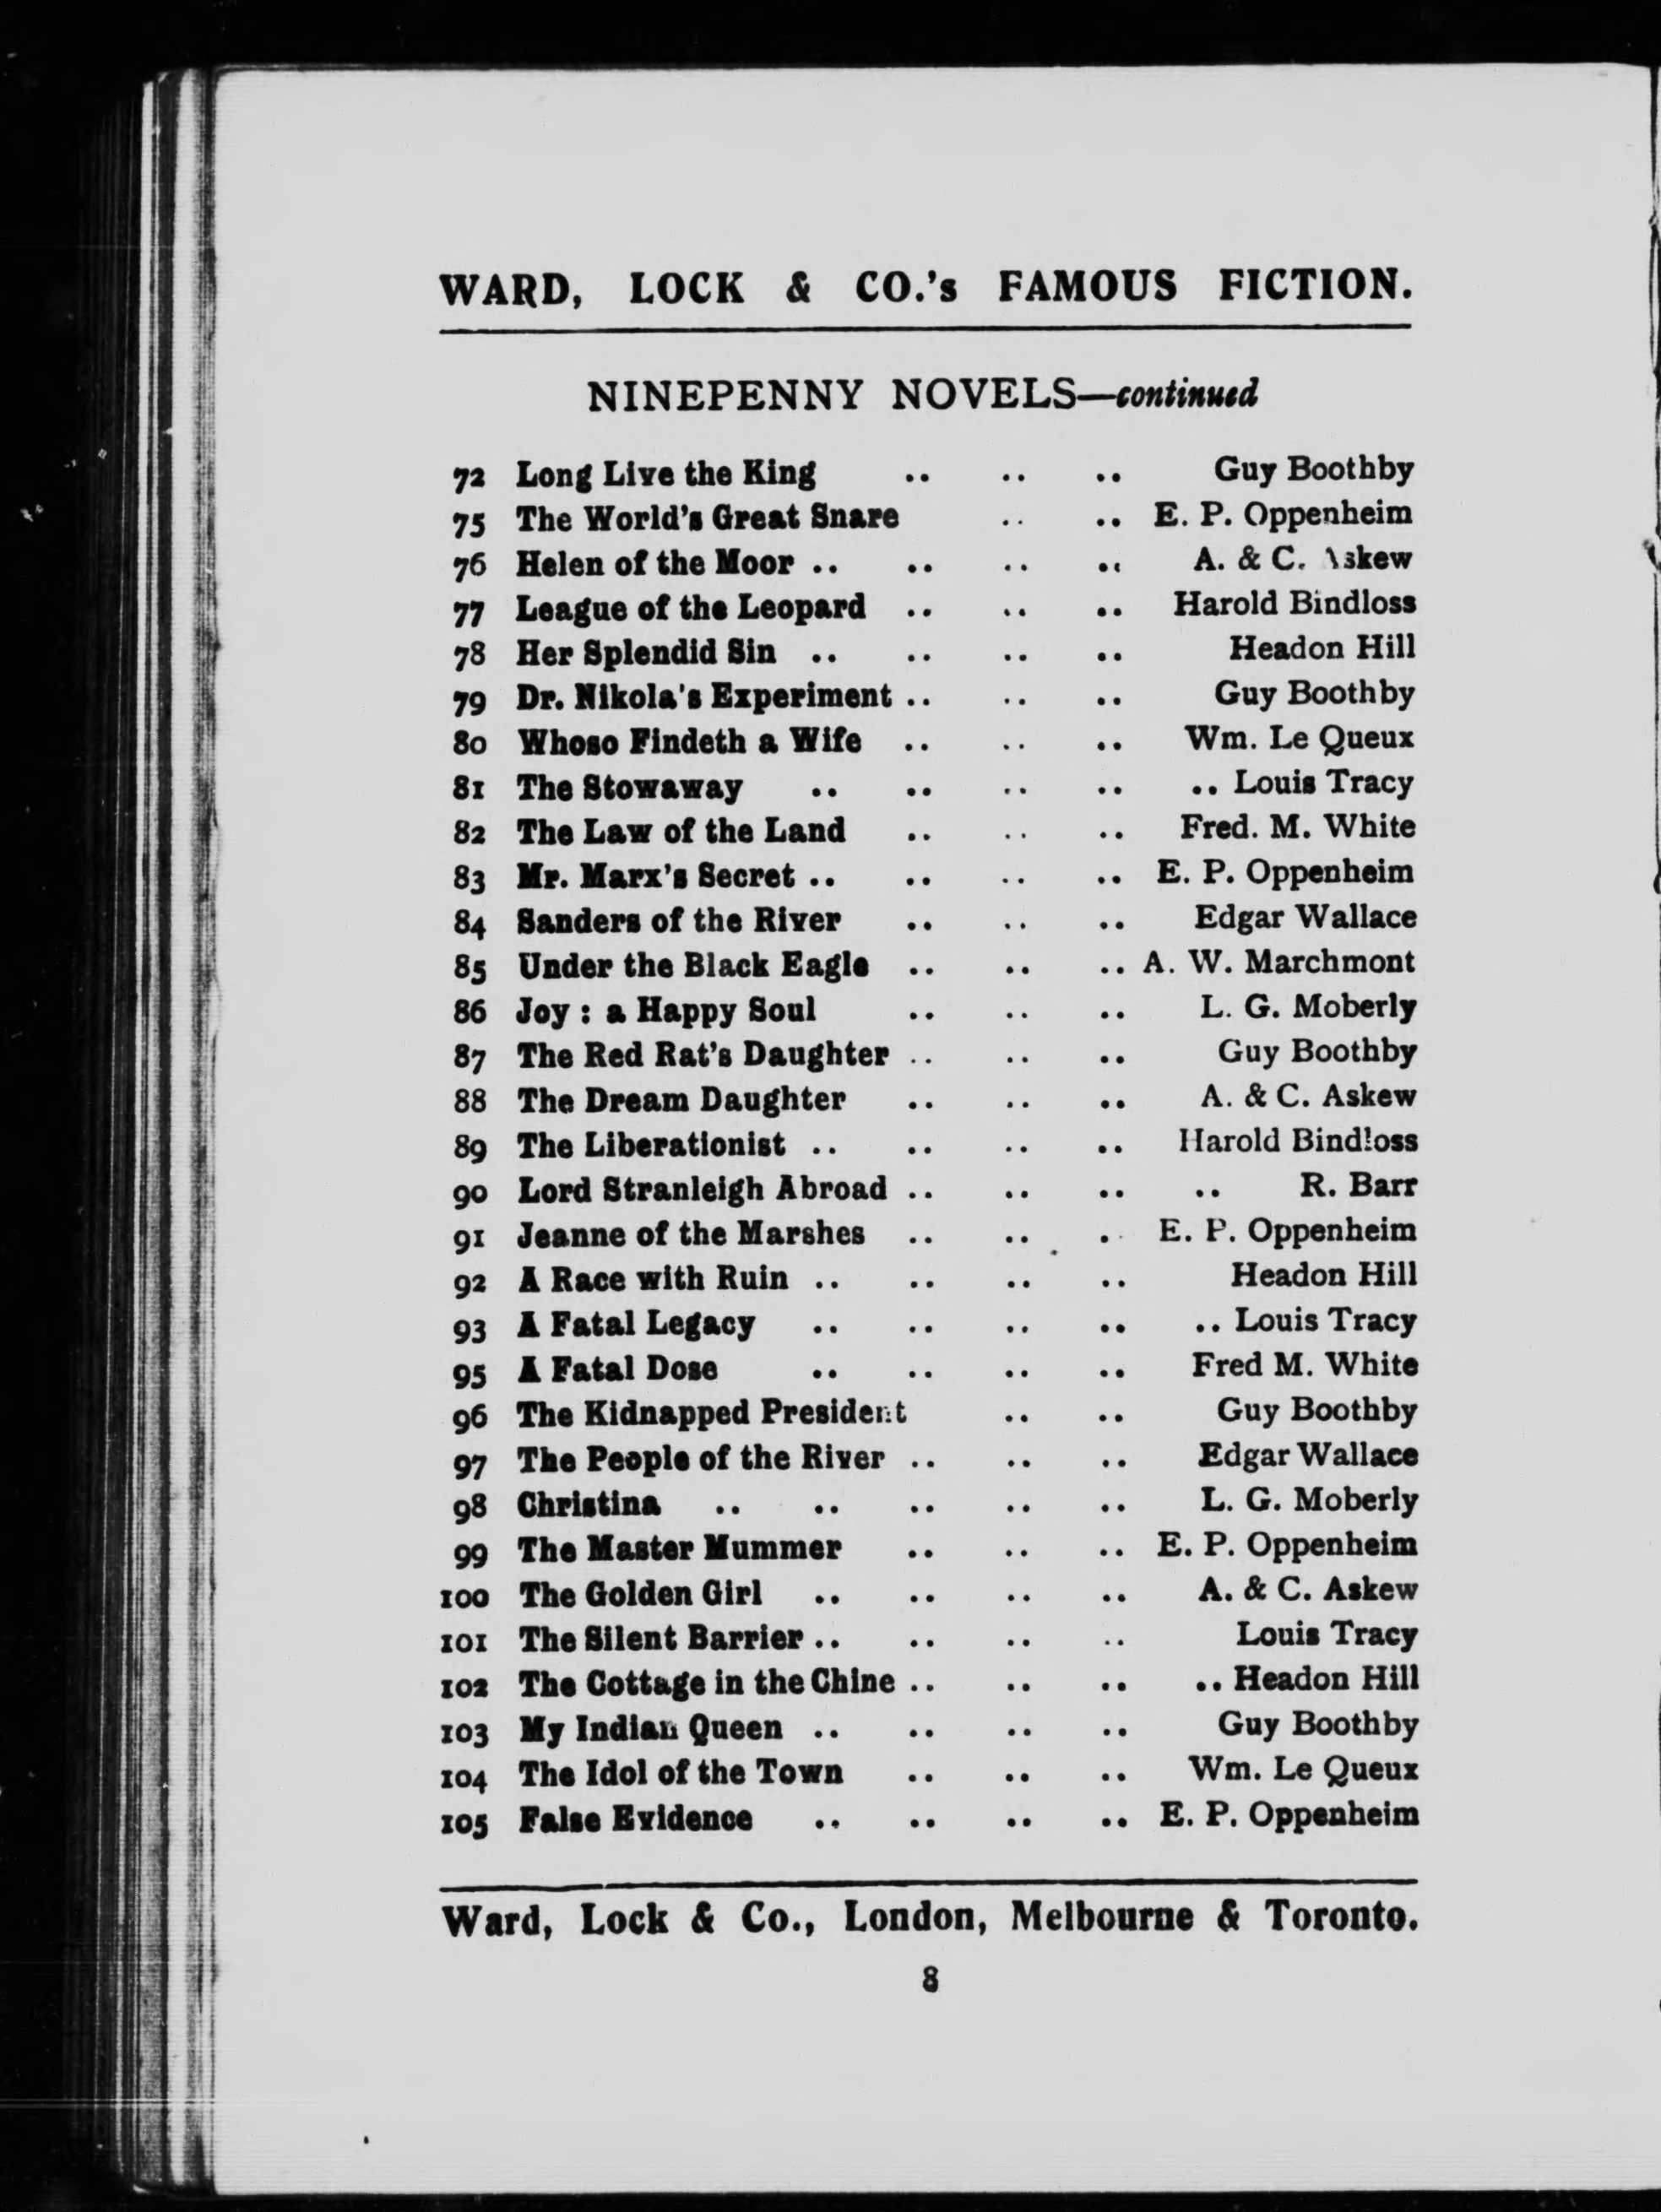 WARD, LOCK & CO.'s FAMOUS FICTION.
NINEPENNY NOVELS—continued
72 Long Live the King .. .. .. Guy Boothby
75 The World's Great Snare .. .. E. P. Oppenheim
76 Helen of the Moor .. .. .. .. A. & C. Askew
77 League of the Leopard .. .. .. Harold Bindloss
78 Her Splendid Sin .. .. .. .. Headon Hill
79 Dr. Nikola's Experiment .. .. .. Guy Boothby
80 Whoso Findeth a Wife .. .. .. Wm. Le Queux
81 The Stowaway .. .. .. .. .. Louis Tracy
82 The Law of the Land .. .. .. Fred. M. White
83 Mr. Marx's Secret .. .. .. .. E. P. Oppenheim
84 Sanders of the River .. .. .. Edgar Wallace
85 Under the Black Eagle .. .. .. A. W. Marchmont
86 Joy : a Happy Soul .. .. .. L. G. Moberly
87 The Red Rat's Daughter .. .. .. Guy Boothby
88 The Dream Daughter .. .. .. A. & C. Askew
89 The Liberationist .. .. .. .. Harold Bindloss
90 Lord Stranleigh Abroad .. .. .. .. R. Barr
91 Jeanne of the Marshes .. .. .. E. P. Oppenheim
92 A Race with Ruin .. .. .. .. Headon Hill
93 A Fatal Legacy .. .. .. .. .. Louis Tracy
95 A Fatal Dose .. .. .. .. Fred M. White
96 The Kidnapped President .. .. Guy Boothby
97 The People of the River .. .. .. Edgar Wallace
98 Christina .. .. .. .. .. L. G. Moberly
99 The Master Mummer .. .. .. E. P. Oppenheim
100 The Golden Girl .. .. .. .. A. & C. Askew
101 The Silent Barrier .. .. .. .. Louis Tracy
102 The Cottage in the Chine .. .. .. .. Headon Hill
103 My Indian Queen .. .. .. .. Guy Boothby
104 The Idol of the Town .. .. .. Wm. Le Queux
105 False Evidence .. .. .. .. E. P. Oppenheim
Ward, Lock & Co., London, Melbourne & Toronto.
8